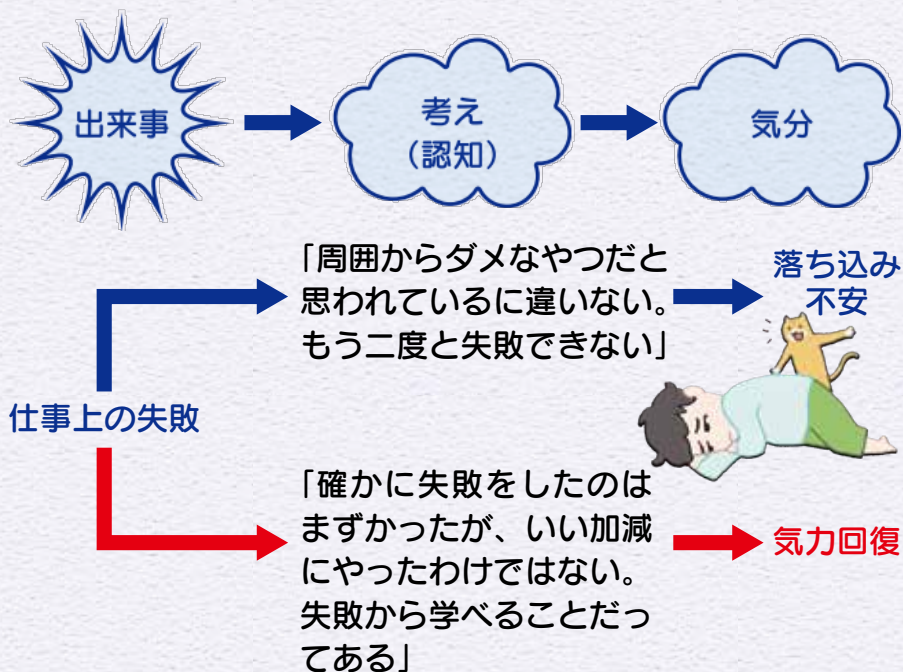 出来事
考え
（認知）
気分
「周囲からダメなやつだと
思われているに違いない。
もう二度と失敗できない」
落ち込み
不安
仕事上の失敗
「確かに失敗をしたのは
まずかったが、いい加減
にやったわけではない。
失敗から学べることだっ
てある」
気力回復